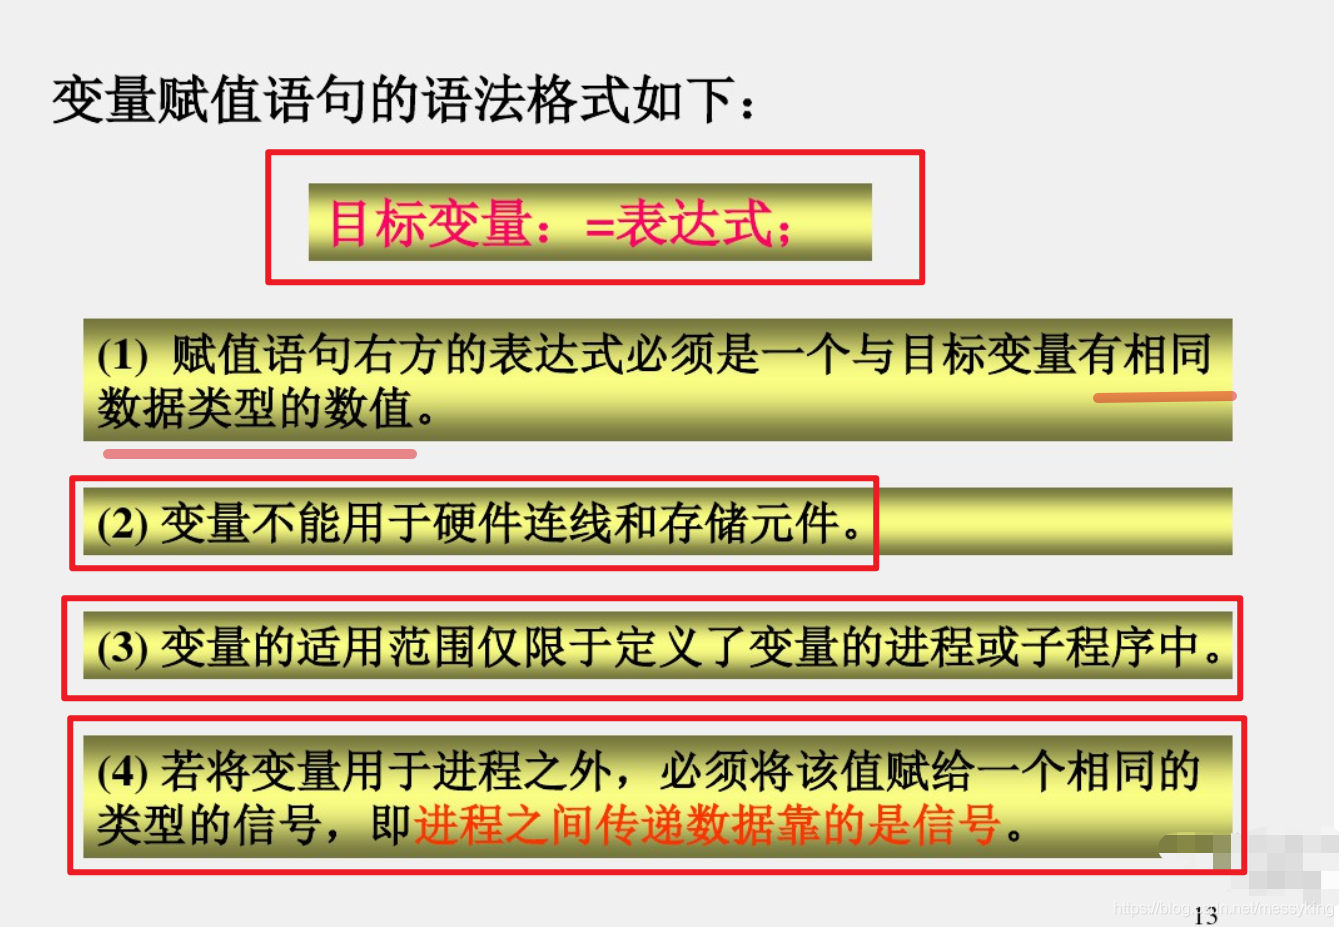 变量赋值语句的语法格式如下：
目标变量：=表达式；
(1) 赋值语句右方的表达式必须是一个与目标变量有相同
数据类型的数值。
(2) 变量不能用于硬件连线和存储元件。
(3) 变量的适用范围仅限于定义了变量的进程或子程序中。
(4) 若将变量用于进程之外，必须将该值赋给一个相同的
类型的信号，即进程之间传递数据靠的是信号。
https://blog.csdn.net/messyking
13